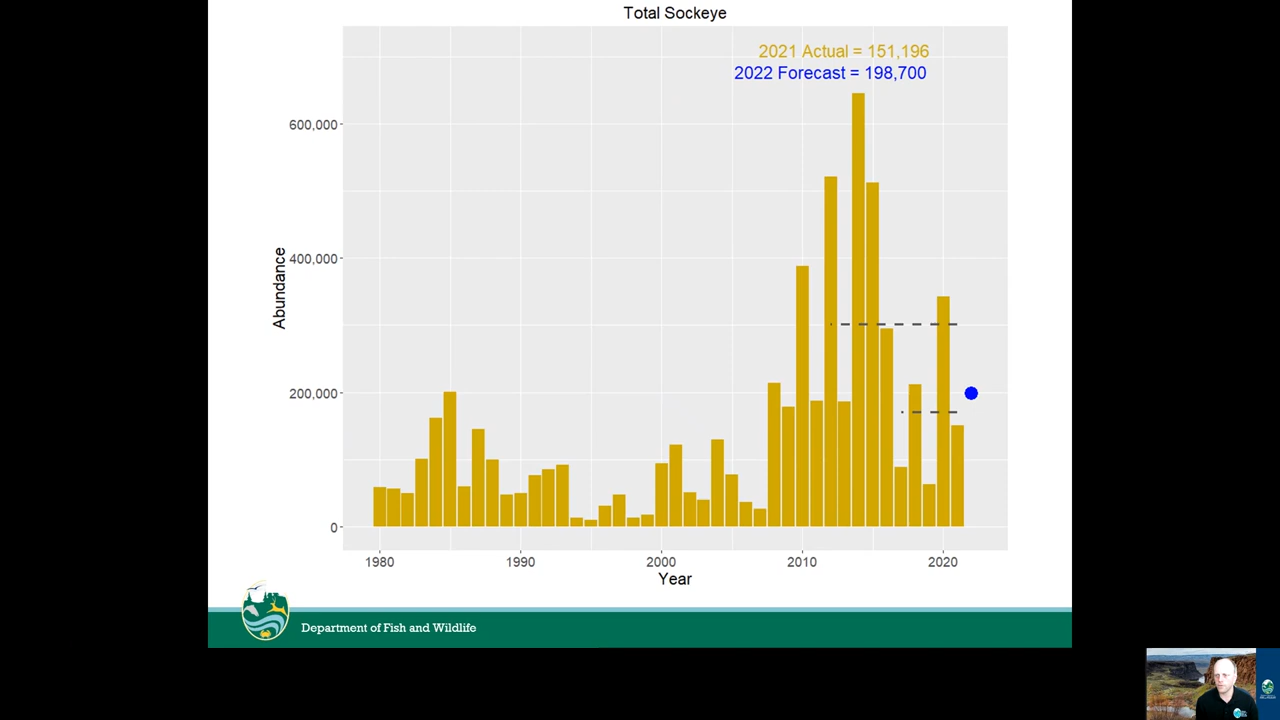 Total Sockeye
2021 Actual = 151,196
2022 Forecast = 198,700
600,000
400,000
200,000
0
Abundance
1980
1990
2000
2010
2020
Year
Department of Fish and Wildlife